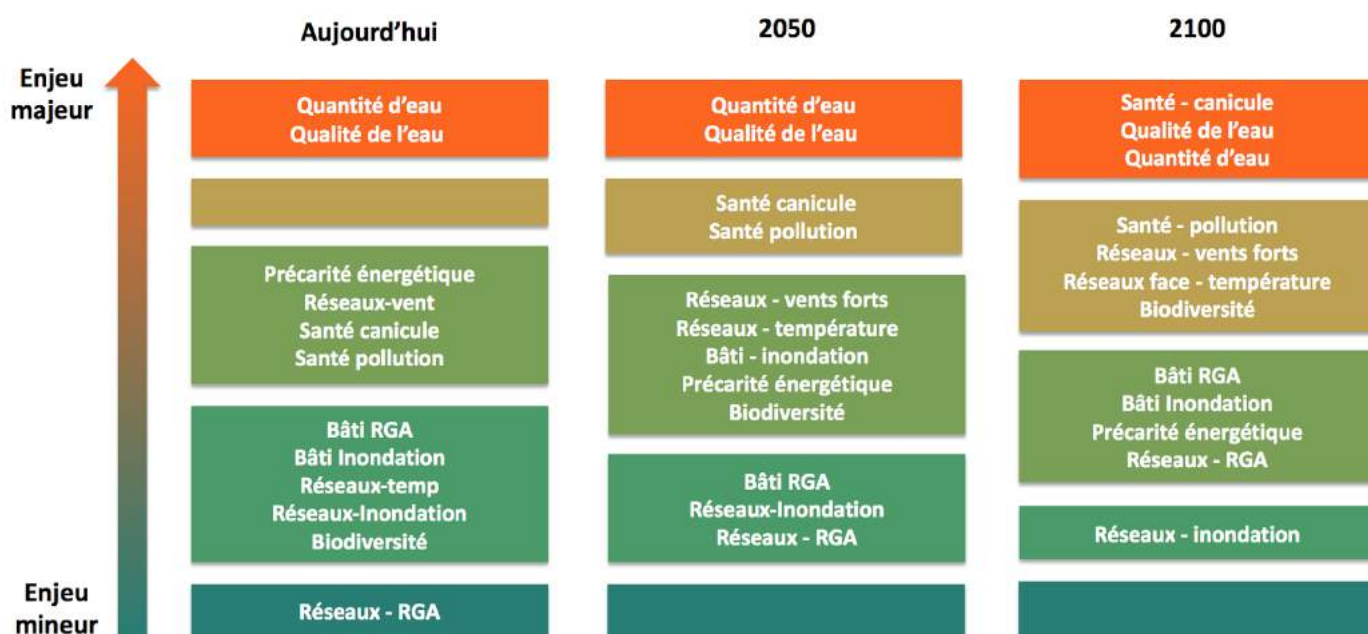 Aujourd'hui
2050
2100
Enjeu
majeur
Quantité d'eau
Qualité de l'eau
Quantité d'eau
Qualité de l'eau
Santé - canicule
Qualité de l'eau
Quantité d'eau
Santé canicule
Santé pollution
Santé - pollution
Réseaux - vents forts
Réseaux face - température
Biodiversité
Précarité énergétique
Réseaux-vent
Santé canicule
Santé pollution
Réseaux - vents forts
Réseaux - température
Bâti - inondation
Précarité énergétique
Biodiversité
Bâti RGA
Bâti Inondation
Précarité énergétique
Réseaux - RGA
Bâti RGA
Bâti Inondation
Réseaux-temp
Réseaux-Inondation
Biodiversité
Bâti RGA
Réseaux-Inondation
Réseaux - RGA
Réseaux - inondation
Enjeu
mineur
Réseaux - RGA